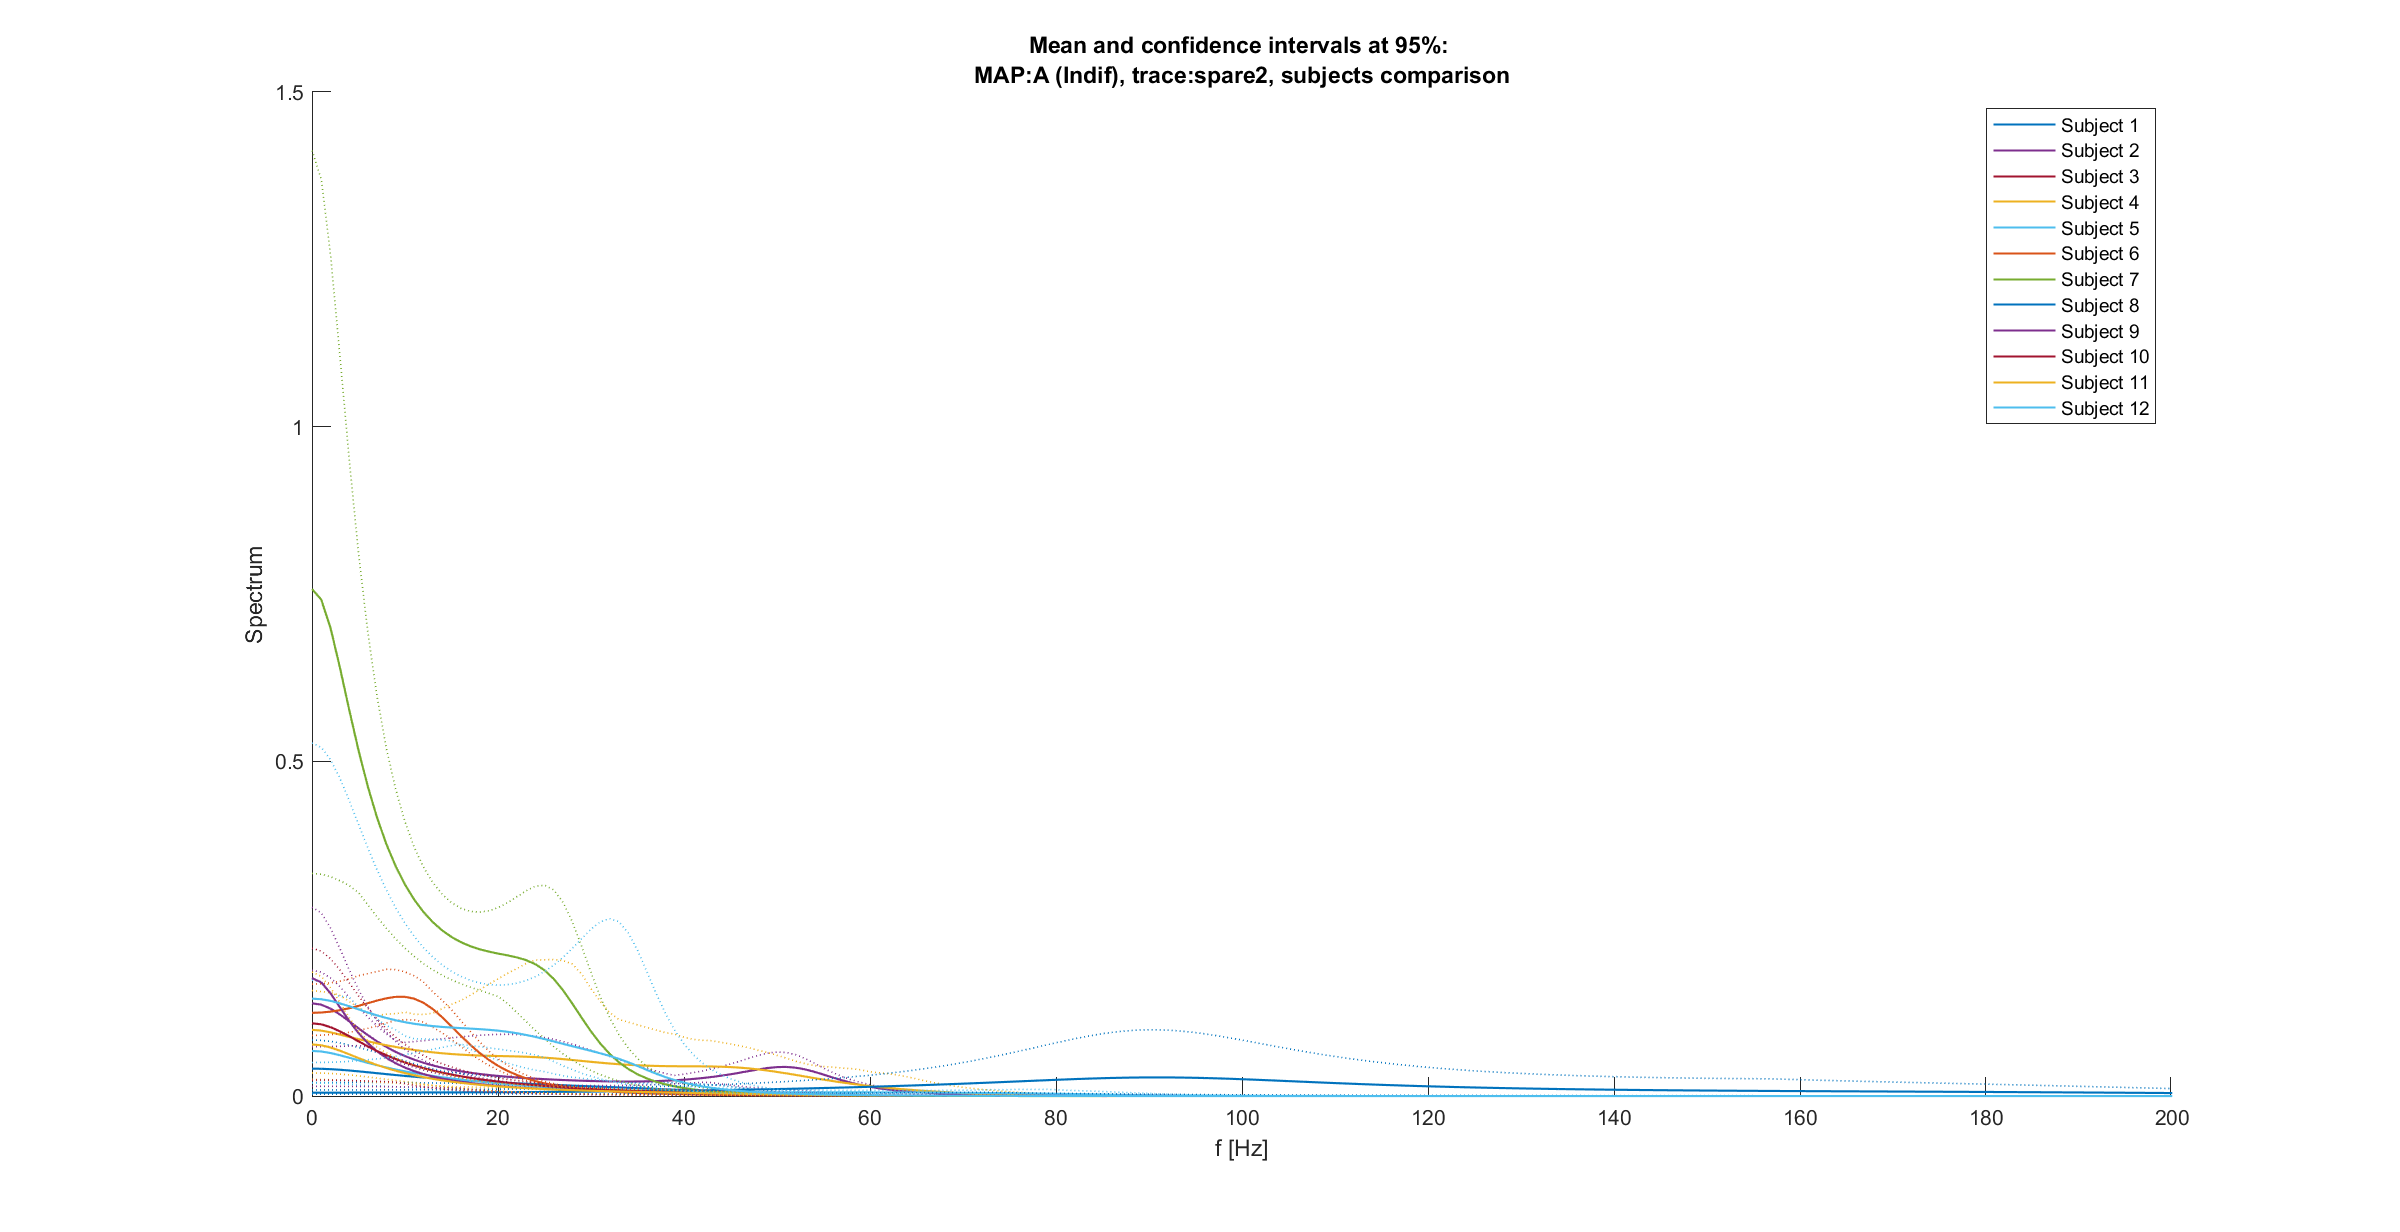 Mean and confidence intervals at 95%:
MAP:A (Indif), trace:spare2, subjects comparison
1.5
1
0.5
0
Spectrum
Subject 1
Subject 2
Subject 3
Subject 4
Subject 5
Subject 6
Subject 7
Subject 8
Subject 9
Subject 10
Subject 11
Subject 12
0 20 40 60 80 100 120 140 160 180 200
f [Hz]